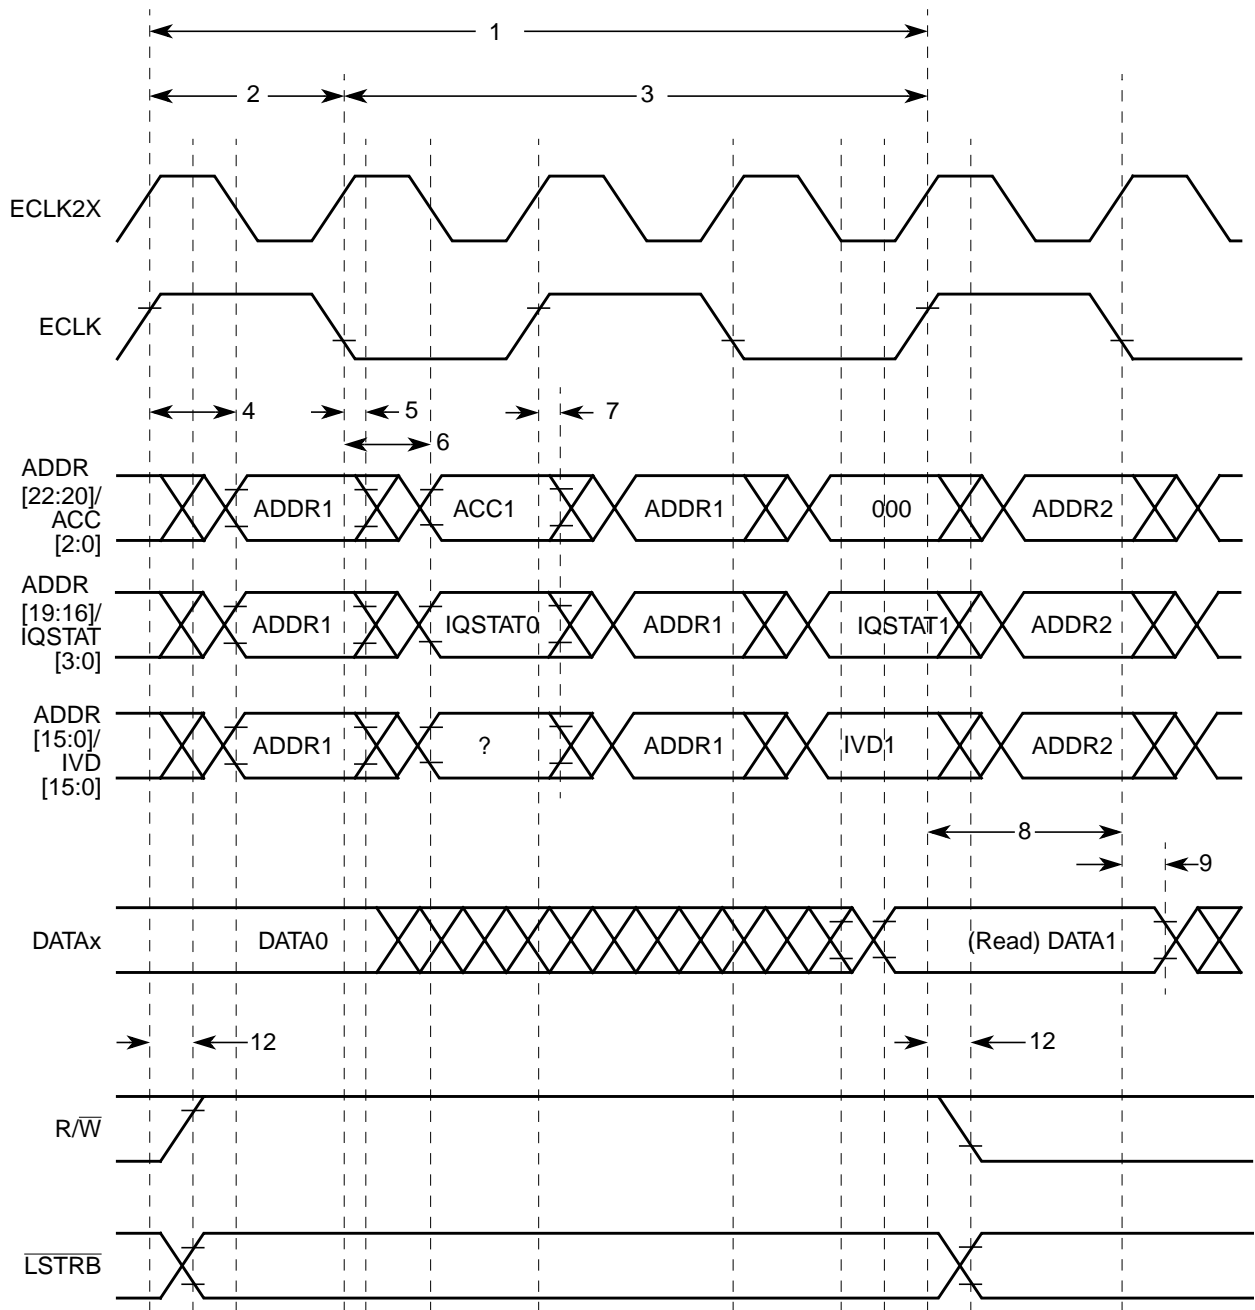 1
2 3
ECLK2X
ECLK
4 5 7
6
ADDR
[22:20]/
ACC
[2:0]
ADDR1 ACC1 ADDR1 000 ADDR2
ADDR
[19:16]/
IQSTAT
[3:0]
ADDR1 IQSTAT0 ADDR1 IQSTAT1 ADDR2
ADDR
[15:0]/
IVD
[15:0]
ADDR1 ? ADDR1 IVD1 ADDR2
8
9
DATAx DATA0 (Read) DATA1
12 12
R/W̅
L̅S̅T̅R̅B̅